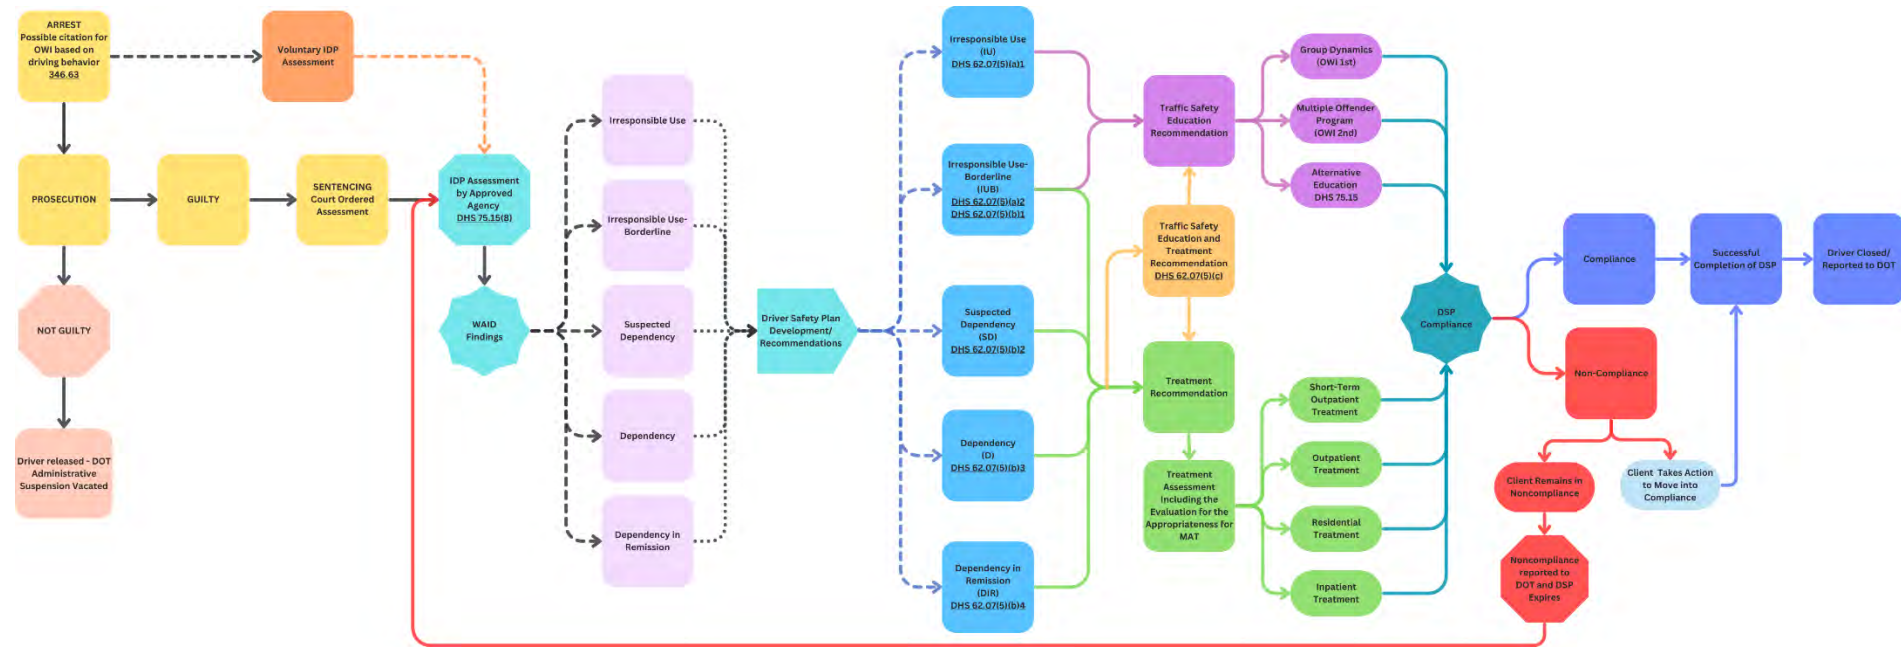 ARREST
Possible citation for
OWI based on
driving behavior
346.63
Voluntary IDP
Assessment
PROSECUTION
GUILTY
SENTENCING
Court Ordered
Assessment
NOT GUILTY
Driver released - DOT
Administrative
Suspension Vacated
IDP Assessment
by Approved
Agency
DHS 75.15(8)
WAID
Findings
Irresponsible Use
Irresponsible Use-
Borderline
Suspected
Dependency
Dependency
Dependency in
Remission
Driver Safety Plan
Development/
Recommendations
Irresponsible Use
(IU)
DHS 62.07(5)(a)1
Irresponsible Use-
Borderline
(IUB)
DHS 62.07(5)(a)2
DHS 62.07(5)(b)1
Suspected
Dependency
(SD)
DHS 62.07(5)(b)2
Dependency
(D)
DHS 62.07(5)(b)3
Dependency in
Remission
(DIR)
DHS 62.07(5)(b)4
Traffic Safety
Education
Recommendation
Traffic Safety
Education and
Treatment
Recommendation
DHS 62.07(5)(c)
Treatment
Recommendation
Treatment
Assessment
Including the
Evaluation for the
Appropriateness for
MAT
Group Dynamics
(OWI 1st)
Multiple Offender
Program
(OWI 2nd)
Alternative
Education
DHS 75.15
Short-Term
Outpatient
Treatment
Outpatient
Treatment
Residential
Treatment
Inpatient
Treatment
DSP
Compliance
Compliance
Successful
Completion of DSP
Driver Closed/
Reported to DOT
Non-Compliance
Client Remains in
Noncompliance
Client Takes Action
to Move into
Compliance
Noncompliance
reported to
DOT and DSP
Expires